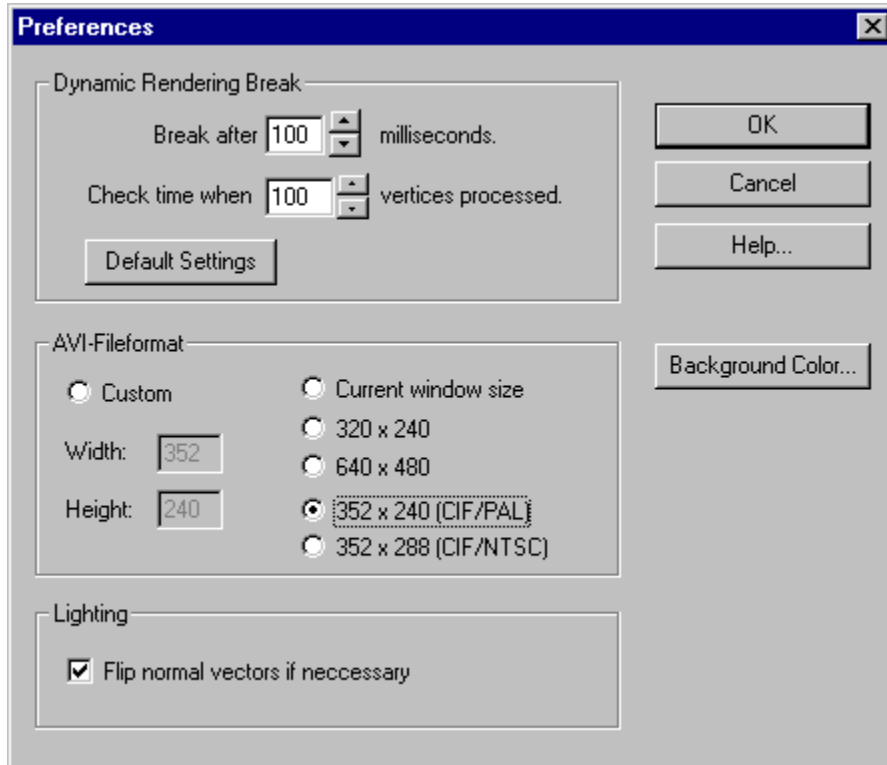 Preferences
Dynamic Rendering Break
Break after 100 milliseconds.
Check time when 100 vertices processed.
Default Settings
OK
Cancel
Help...
Background Color...
AVI-Fileformat
Custom
Width: 352
Height: 240
Current window size
320 x 240
640 x 480
352 x 240 (CIF/PAL)
352 x 288 (CIF/NTSC)
Lighting
Flip normal vectors if neccessary